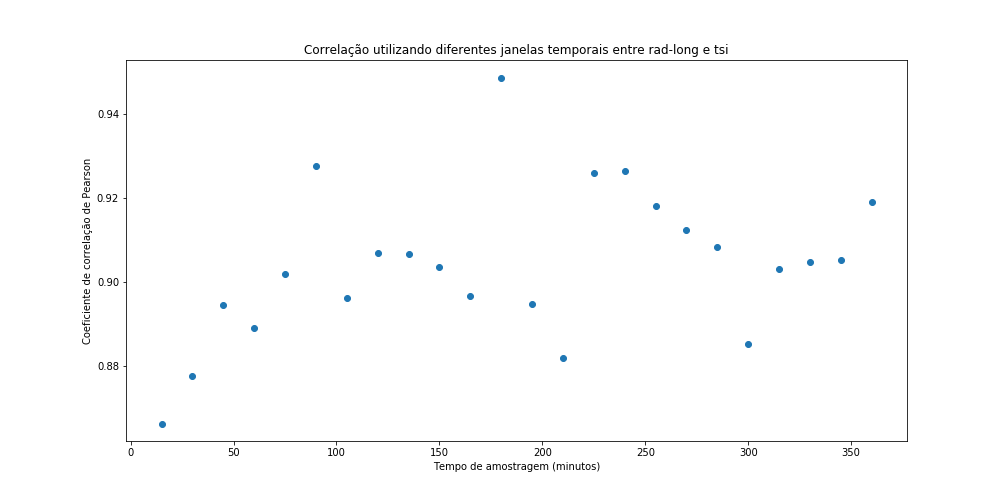 Correlação utilizando diferentes janelas temporais entre rad-long e tsi
Coeficiente de correlação de Pearson
0.94
0.92
0.90
0.88
0 50 100 150 200 250 300 350
Tempo de amostragem (minutos)